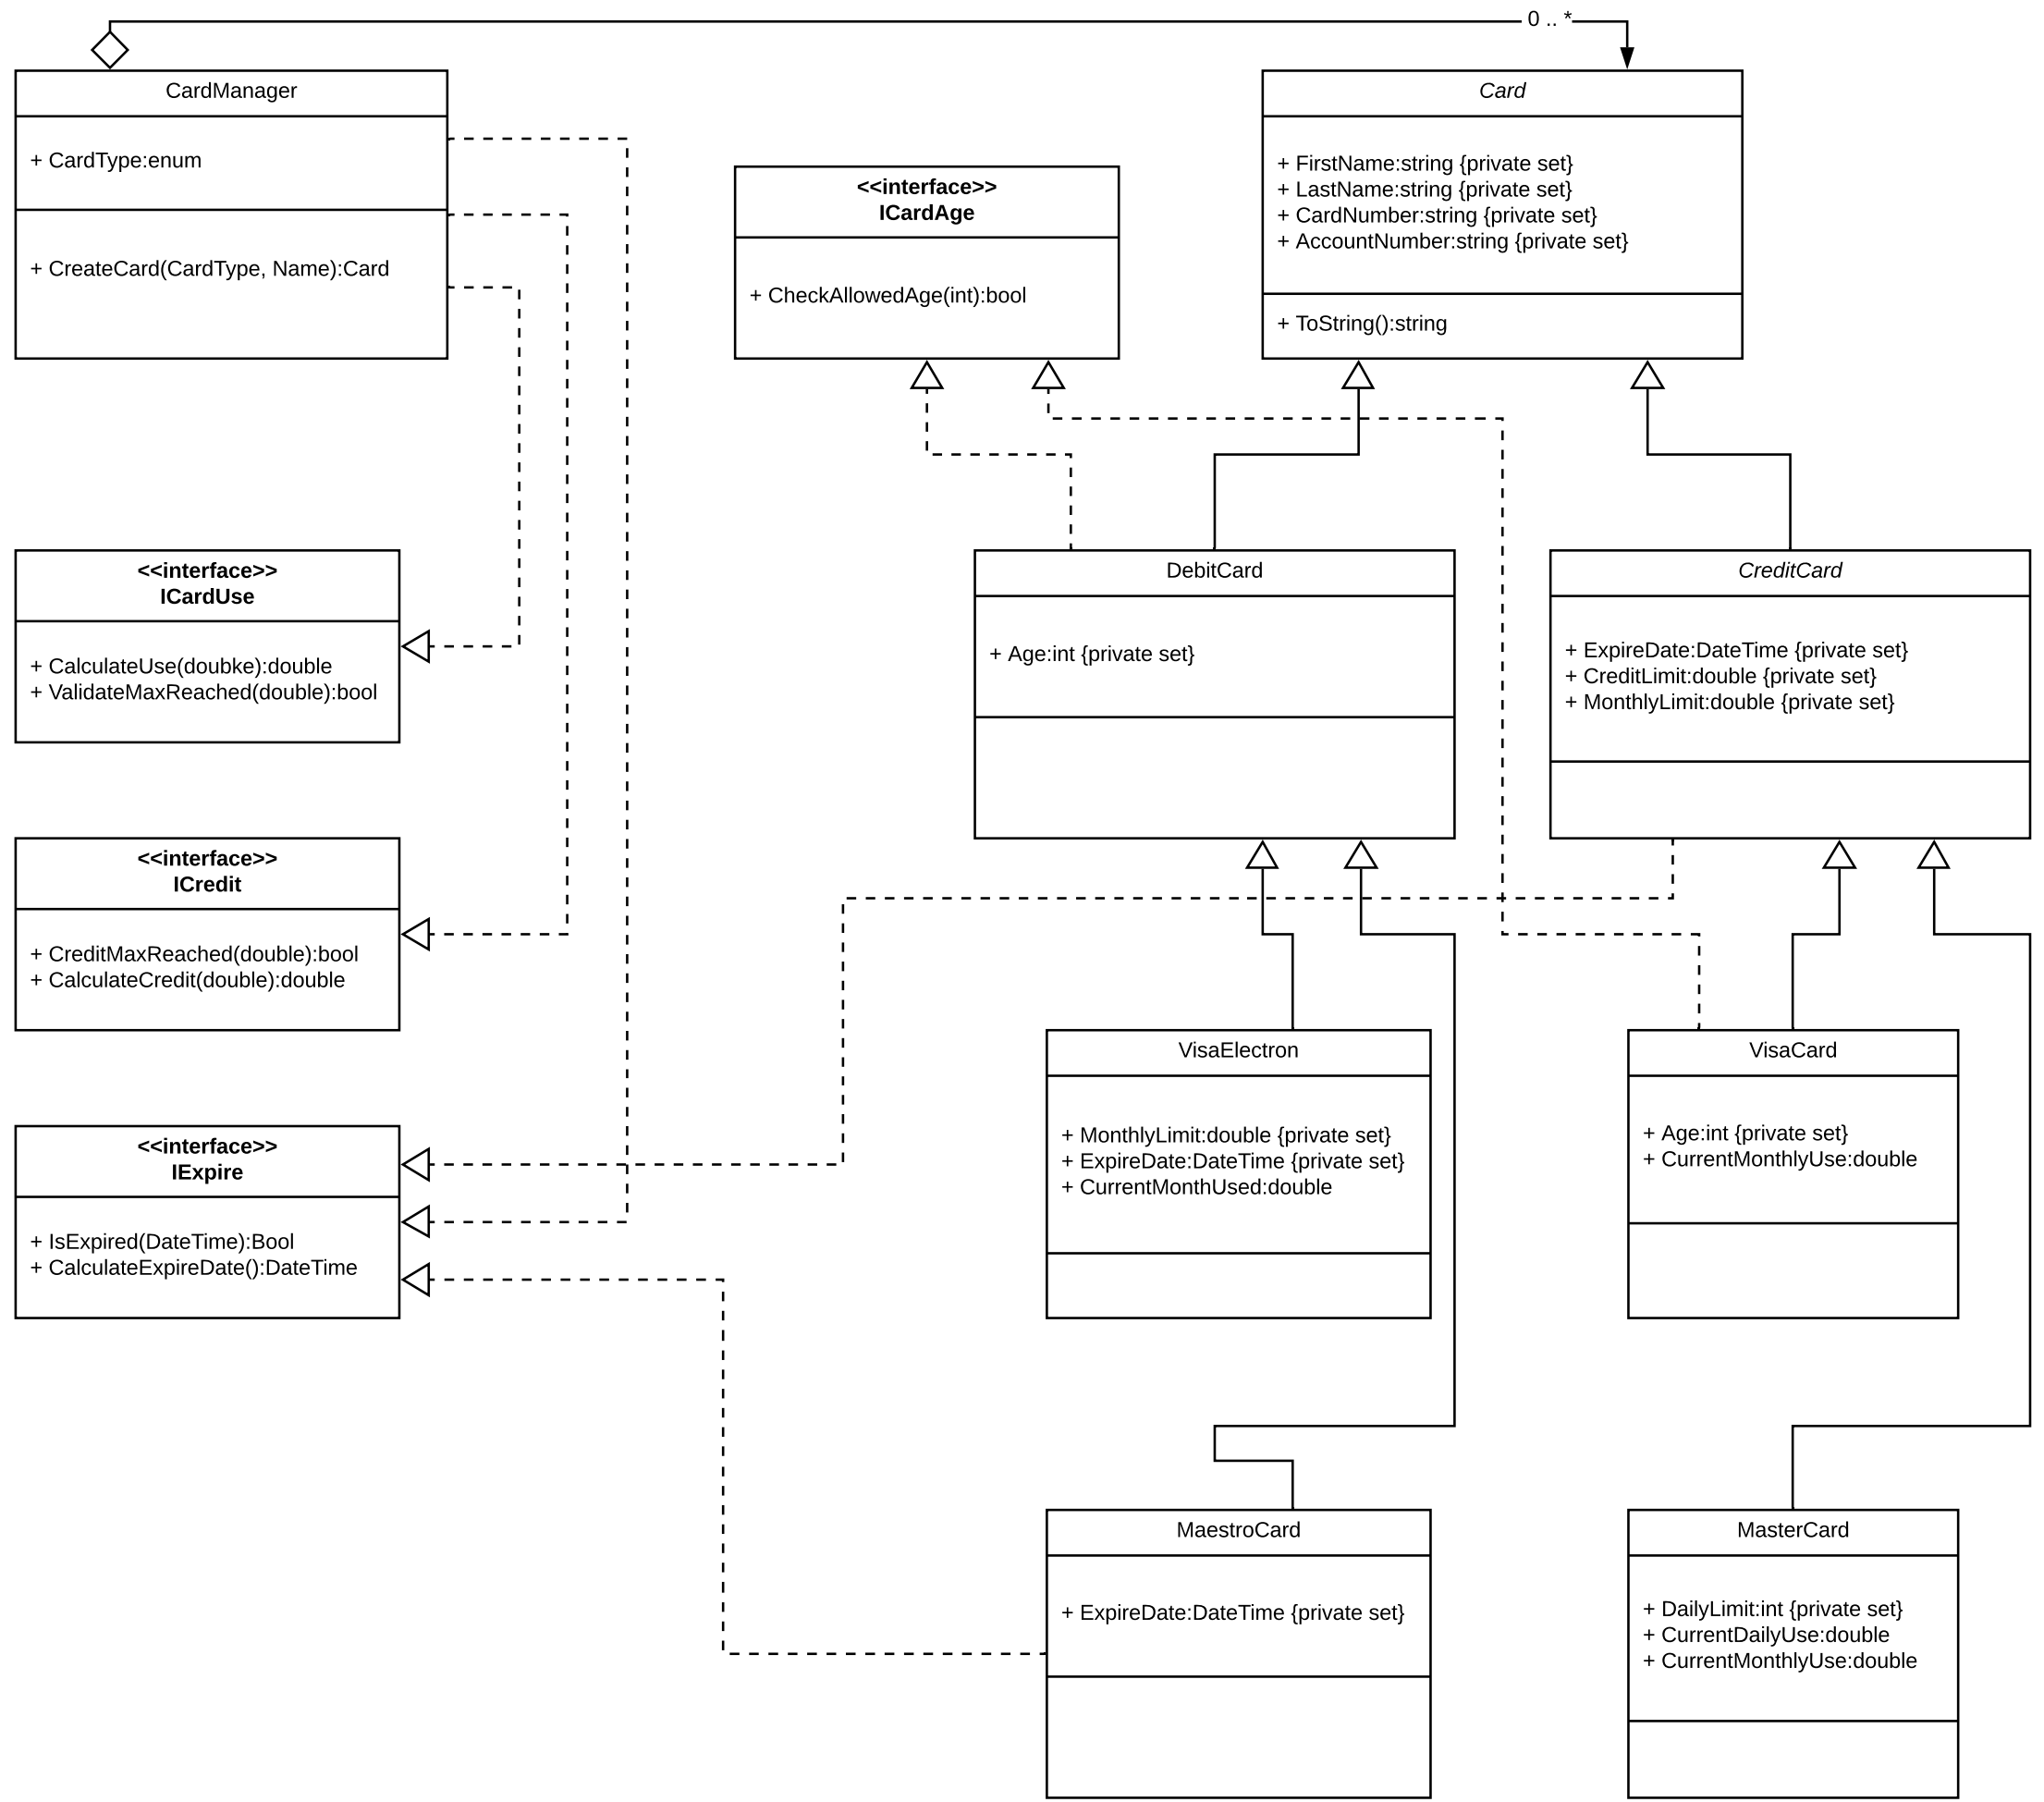 0 .. *
CardManager
+ CardType:enum
+ CreateCard(CardType, Name):Card
<<interface>>
ICardAge
+ CheckAllowedAge(int):bool
Card
+ FirstName:string {private set}
+ LastName:string {private set}
+ CardNumber:string {private set}
+ AccountNumber:string {private set}
+ ToString():string
<<interface>>
ICardUse
+ CalculateUse(doubke):double
+ ValidateMaxReached(double):bool
DebitCard
+ Age:int {private set}
CreditCard
+ ExpireDate:DateTime {private set}
+ CreditLimit:double {private set}
+ MonthlyLimit:double {private set}
<<interface>>
ICredit
+ CreditMaxReached(double):bool
+ CalculateCredit(double):double
<<interface>>
IExpire
+ IsExpired(DateTime):Bool
+ CalculateExpireDate():DateTime
VisaElectron
+ MonthlyLimit:double {private set}
+ ExpireDate:DateTime {private set}
+ CurrentMonthUsed:double
VisaCard
+ Age:int {private set}
+ CurrentMonthlyUse:double
MaestroCard
+ ExpireDate:DateTime {private set}
MasterCard
+ DailyLimit:int {private set}
+ CurrentDailyUse:double
+ CurrentMonthlyUse:double